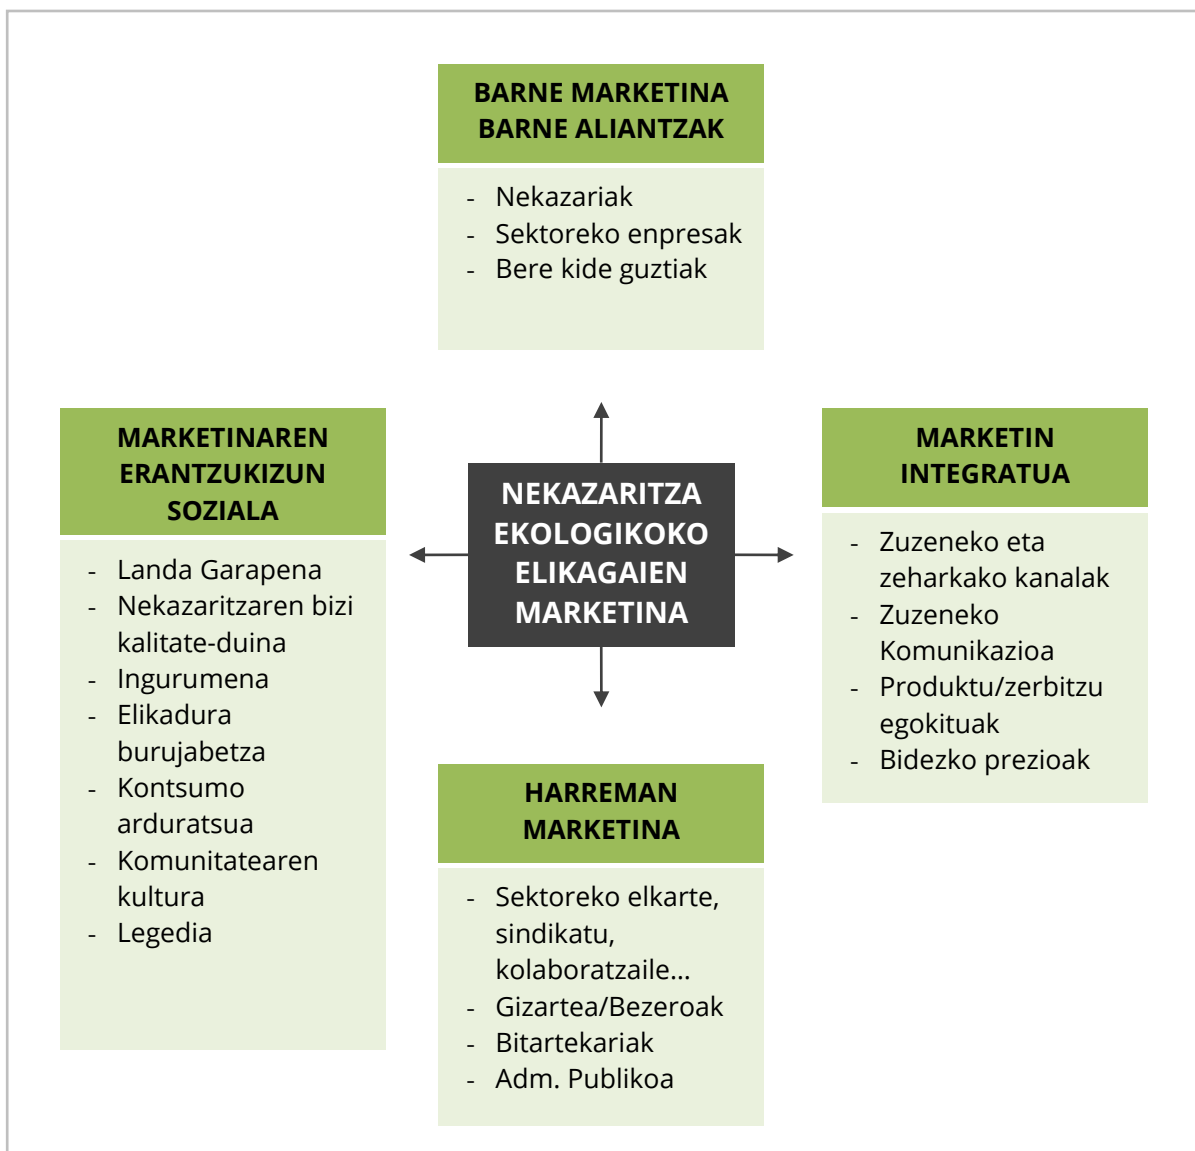 BARNE MARKETINA
BARNE ALIANTZAK
- Nekazariak
- Sektoreko enpresak
- Bere kide guztiak
MARKETINAREN
ERANTZUKIZUN
SOZIALA
- Landa Garapena
- Nekazaritzaren bizi
kalitate-duina
- Ingurumena
- Elikadura
burujabetza
- Kontsumo
arduratsua
- Komunitatearen
kultura
- Legedia
NEKAZARITZA
EKOLOGIKOKO
ELIKAGAIEN
MARKETINA
MARKETIN
INTEGRATUA
- Zuzeneko eta
zeharkako kanalak
- Zuzeneko
Komunikazioa
- Produktu/zerbitzu
egokituak
- Bidezko prezioak
HARREMAN
MARKETINA
- Sektoreko elkarte,
sindikatu,
kolaboratzaile...
- Gizartea/Bezeroak
- Bitartekariak
- Adm. Publikoa